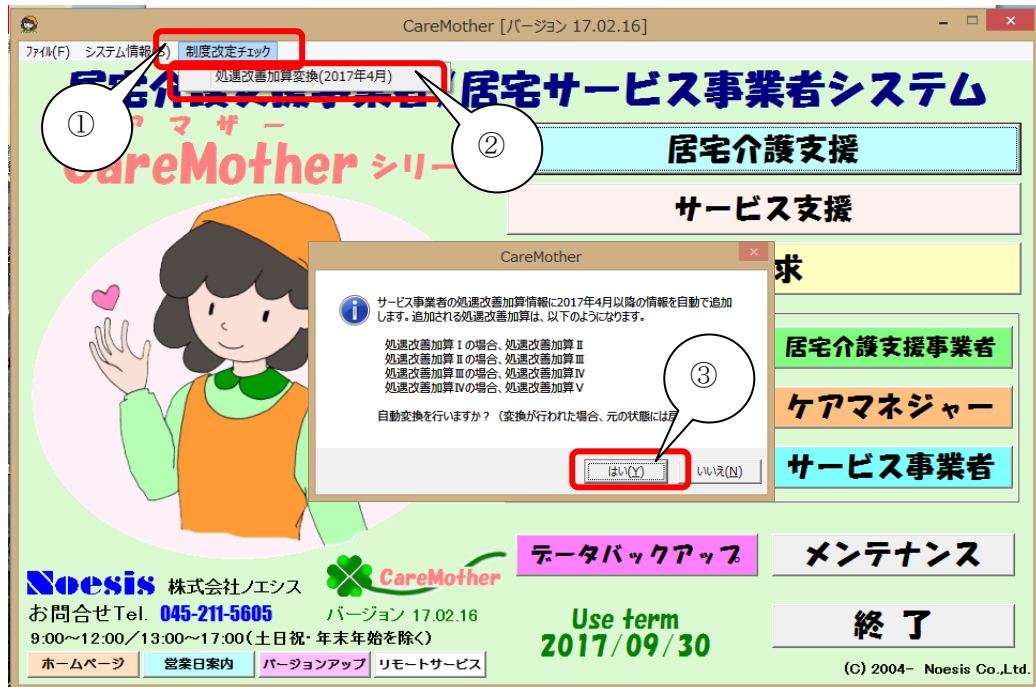 CareMother [バージョン 17.02.16]
ファイル(F) システム情報(S) 制度改定チェック
処遇改善加算変換(2017年4月)
居宅介護支援事業者/居宅サービス事業者システム
①
②
アマザー
CareMother シリー
居宅介護支援
サービス支援
求
CareMother
サービス事業者の処遇改善加算情報に2017年4月以降の情報を自動で追加
します。追加される処遇改善加算は、以下のようになります。
処遇改善加算Ⅰの場合、処遇改善加算Ⅱ
処遇改善加算Ⅱの場合、処遇改善加算Ⅲ
処遇改善加算Ⅲの場合、処遇改善加算Ⅳ
処遇改善加算Ⅳの場合、処遇改善加算Ⅴ
自動変換を行いますか？（変換が行われた場合、元の状態には
③
はい(Y) いいえ(N)
居宅介護支援事業者
ケアマネジャー
サービス事業者
データバックアップ
メンテナンス
Noesis 株式会社ノエシス
CareMother
お問合せTel. 045-211-5605
バージョン 17.02.16
9:00～12:00／13:00～17:00(土日祝・年末年始を除く)
Use term
2017/09/30
終了
ホームページ 営業日案内 バージョンアップ リモートサービス
(C) 2004- Noesis Co.,Ltd.